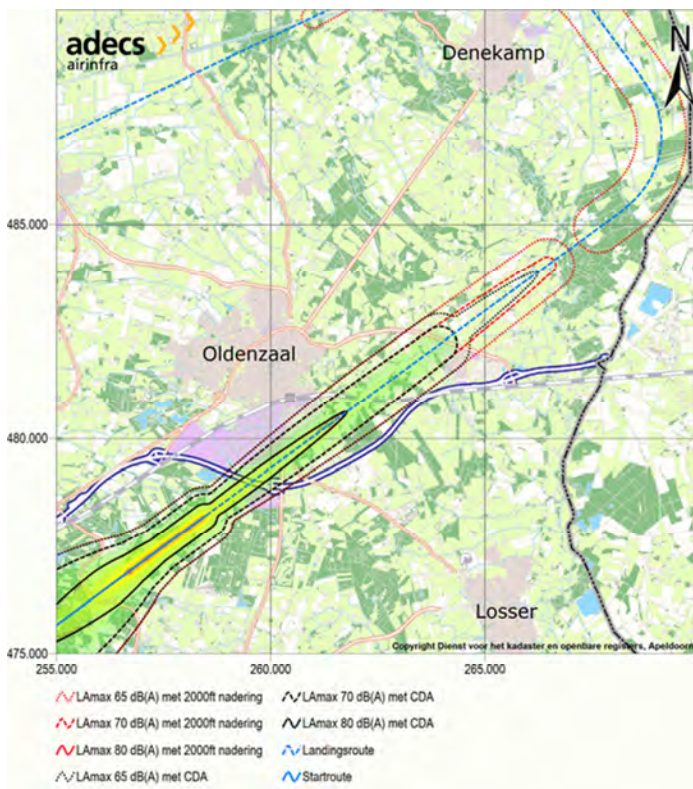 adecs
airinfra
Denekamp
N
485.000
Oldenzaal
480.000
Losser
Copyright Dienst voor het kadaster en openbare registers, Apeldoorn
475.000
255.000 260.000 265.000
LAmax 65 dB(A) met 2000ft nadering LAmax 70 dB(A) met CDA
LAmax 70 dB(A) met 2000ft nadering LAmax 80 dB(A) met CDA
LAmax 80 dB(A) met 2000ft nadering Landingsroute
LAmax 65 dB(A) met CDA Startroute